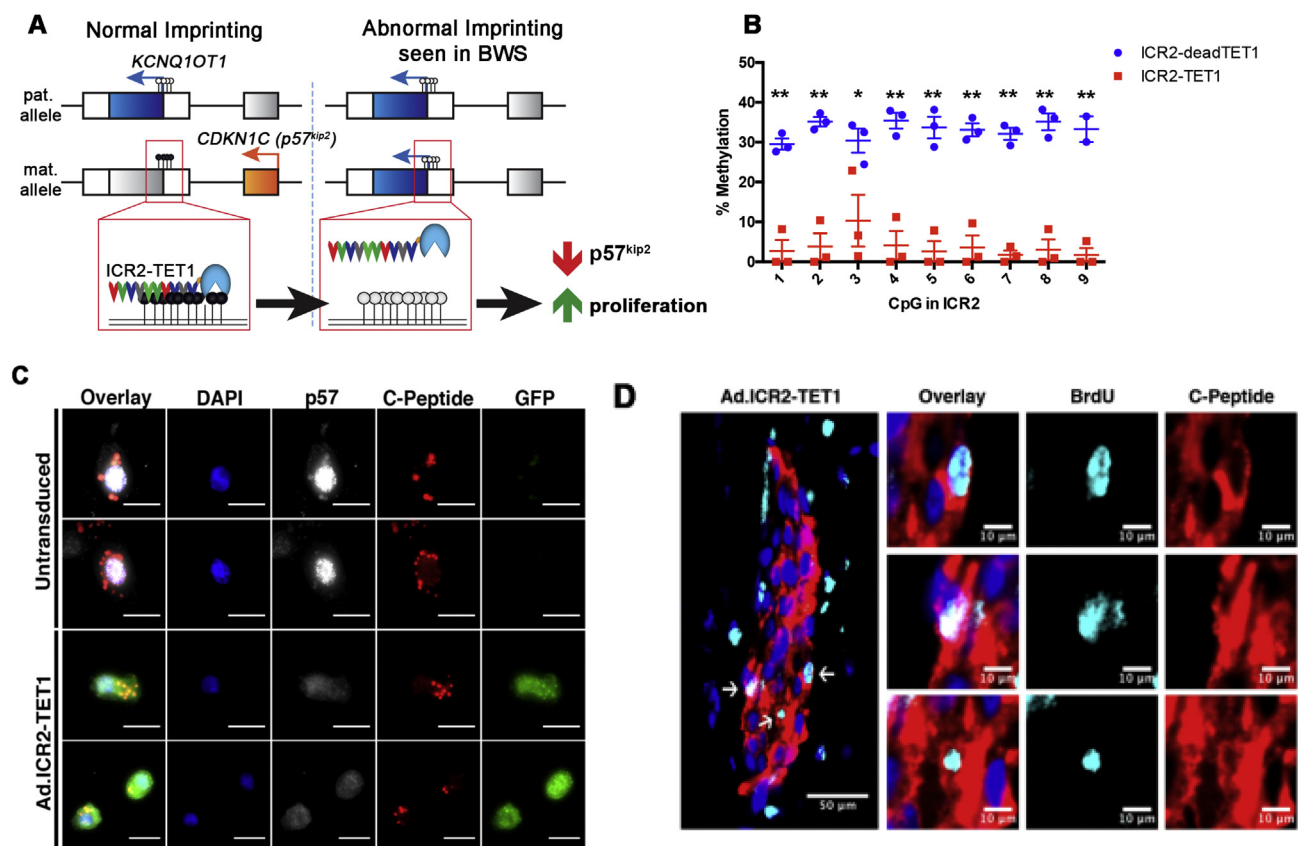 A
Normal Imprinting
Abnormal Imprinting
seen in BWS
KCNQ1OT1
pat.
allele
CDKN1C (p57kip2)
mat.
allele
ICR2-TET1
p57kip2
proliferation
B
ICR2-deadTET1
ICR2-TET1
50
40
30
20
10
0
% Methylation
** ** * ** ** ** ** ** **
1 2 3 4 5 6 7 8 9
CpG in ICR2
C
Overlay DAPI p57 C-Peptide GFP
Untransduced
Ad.ICR2-TET1
D
Ad.ICR2-TET1 Overlay BrdU C-Peptide
10 µm 10 µm 10 µm
10 µm 10 µm 10 µm
50 µm
10 µm 10 µm 10 µm